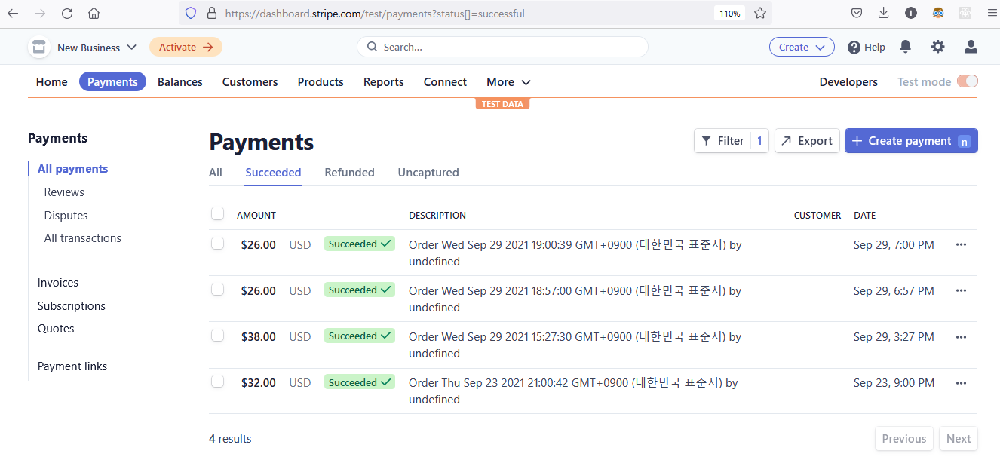 https://dashboard.stripe.com/test/payments?status[]=successful
110%
New Business
Activate
Search...
Create
Help
Home Payments Balances Customers Products Reports Connect More Developers Test mode
TEST DATA
Payments
All payments
Reviews
Disputes
All transactions
Invoices
Subscriptions
Quotes
Payment links
Payments
Filter 1 Export Create payment n
All Succeeded Refunded Uncaptured
AMOUNT DESCRIPTION CUSTOMER DATE
$26.00 USD Succeeded Order Wed Sep 29 2021 19:00:39 GMT+0900 (대한민국 표준시) by Sep 29, 7:00 PM
undefined
$26.00 USD Succeeded Order Wed Sep 29 2021 18:57:00 GMT+0900 (대한민국 표준시) by Sep 29, 6:57 PM
undefined
$38.00 USD Succeeded Order Wed Sep 29 2021 15:27:30 GMT+0900 (대한민국 표준시) by Sep 29, 3:27 PM
undefined
$32.00 USD Succeeded Order Thu Sep 23 2021 21:00:42 GMT+0900 (대한민국 표준시) by Sep 23, 9:00 PM
undefined
4 results
Previous Next